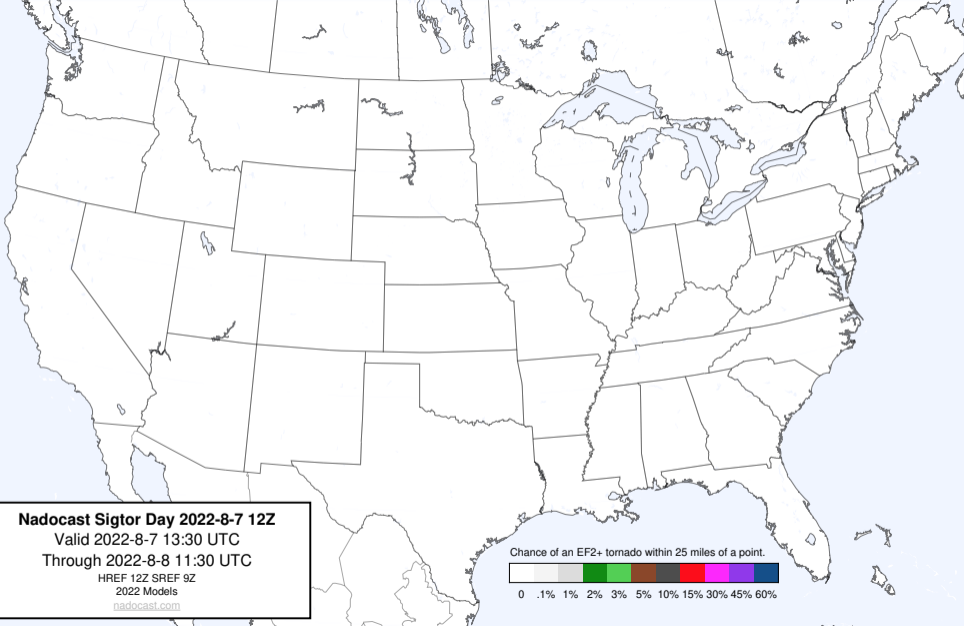 Nadocast Sigtor Day 2022-8-7 12Z
Valid 2022-8-7 13:30 UTC
Through 2022-8-8 11:30 UTC
HREF 12Z SREF 9Z
2022 Models
nadocast.com
Chance of an EF2+ tornado within 25 miles of a point.
0 .1% 1% 2% 3% 5% 10% 15% 30% 45% 60%